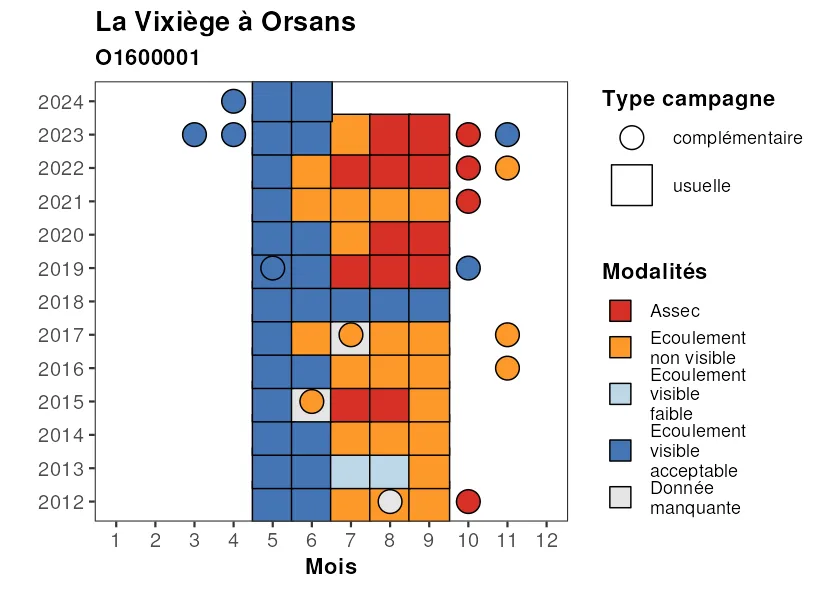 La Vixiège à Orsans
O1600001
2024
2023
2022
2021
2020
2019
2018
2017
2016
2015
2014
2013
2012
1 2 3 4 5 6 7 8 9 10 11 12
Mois
Type campagne
complémentaire
usuelle
Modalités
Assec
Ecoulement
non visible
Ecoulement
visible
faible
Ecoulement
visible
acceptable
Donnée
manquante